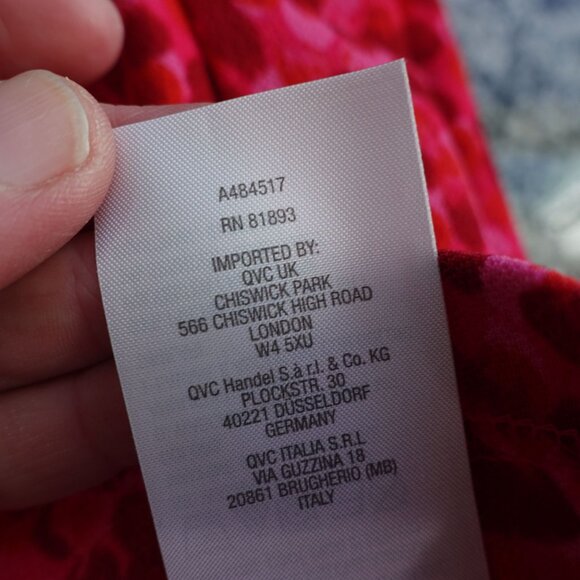 A484517
RN 81893
IMPORTED BY:
QVC UK
CHISWICK PARK
566 CHISWICK HIGH ROAD
LONDON
W4 5XU
QVC Handel S.à r.l. & Co. KG
PLOCKSTR. 30
40221 DÜSSELDORF
GERMANY
QVC ITALIA S.R.L
VIA GUZZINA 18
20861 BRUGHERIO (MB)
ITALY